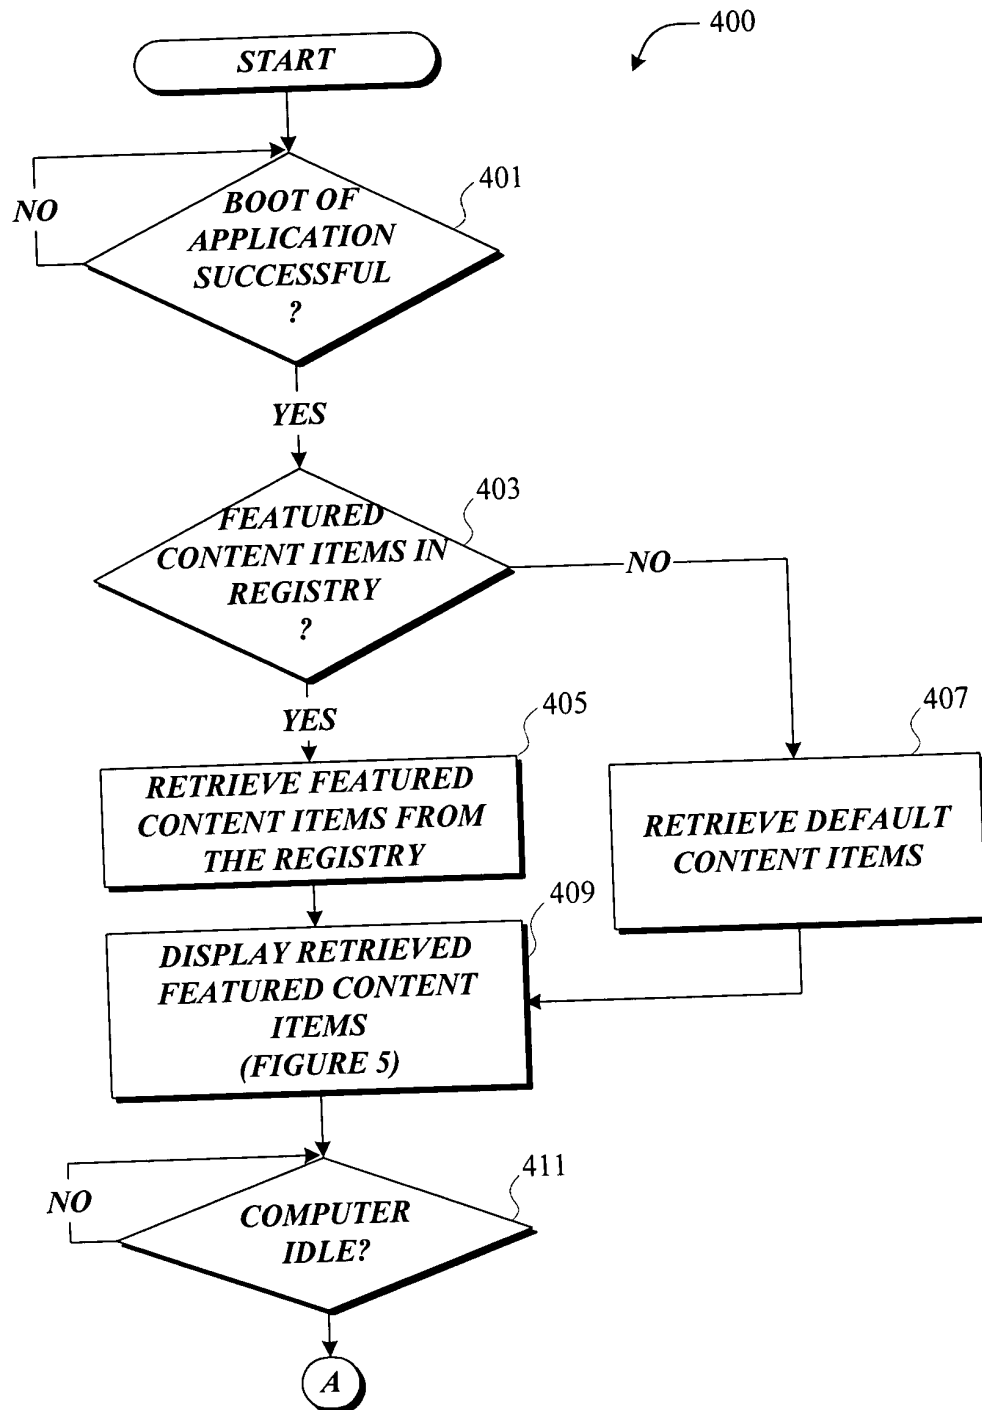 400
START
401
NO
BOOT OF
APPLICATION
SUCCESSFUL
?
YES
403
FEATURED
CONTENT ITEMS IN
REGISTRY
?
NO
YES
405
407
RETRIEVE FEATURED
CONTENT ITEMS FROM
THE REGISTRY
RETRIEVE DEFAULT
CONTENT ITEMS
409
DISPLAY RETRIEVED
FEATURED CONTENT
ITEMS
(FIGURE 5)
411
NO
COMPUTER
IDLE?
A